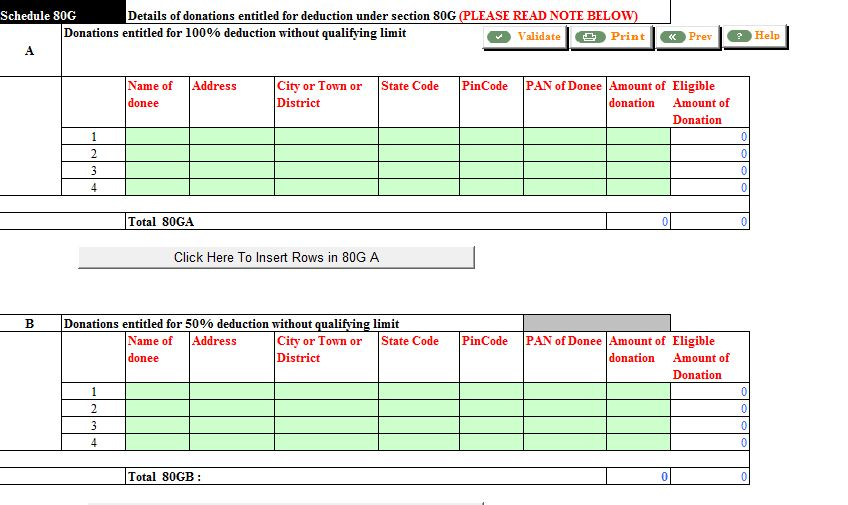 Schedule 80G Details of donations entitled for deduction under section 80G (PLEASE READ NOTE BELOW)
A Donations entitled for 100% deduction without qualifying limit
Validate Print Prev ? Help
Name of donee Address City or Town or District State Code PinCode PAN of Donee Amount of donation Eligible Amount of Donation
1 0
2 0
3 0
4 0
Total 80GA 0 0
Click Here To Insert Rows in 80G A
B Donations entitled for 50% deduction without qualifying limit
Name of donee Address City or Town or District State Code PinCode PAN of Donee Amount of donation Eligible Amount of Donation
1 0
2 0
3 0
4 0
Total 80GB : 0 0